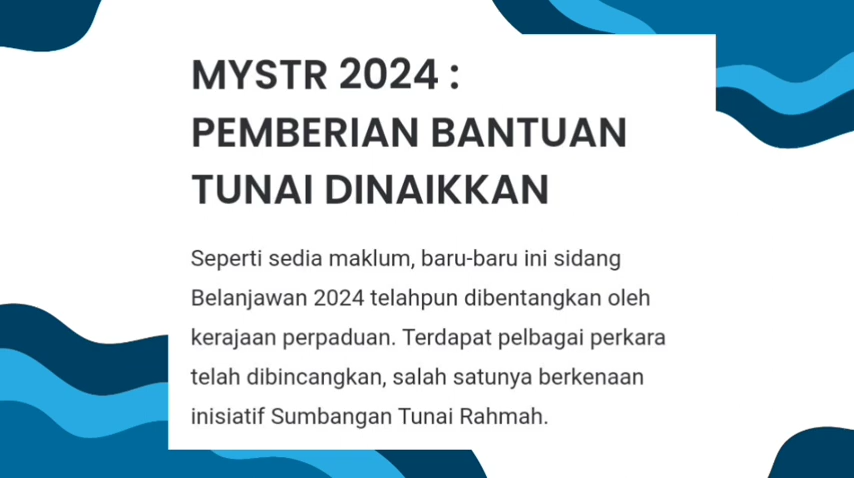 MYSTR 2024 :
PEMBERIAN BANTUAN
TUNAI DINAIKKAN
Seperti sedia maklum, baru-baru ini sidang
Belanjawan 2024 telahpun dibentangkan oleh
kerajaan perpaduan. Terdapat pelbagai perkara
telah dibincangkan, salah satunya berkenaan
inisiatif Sumbangan Tunai Rahmah.